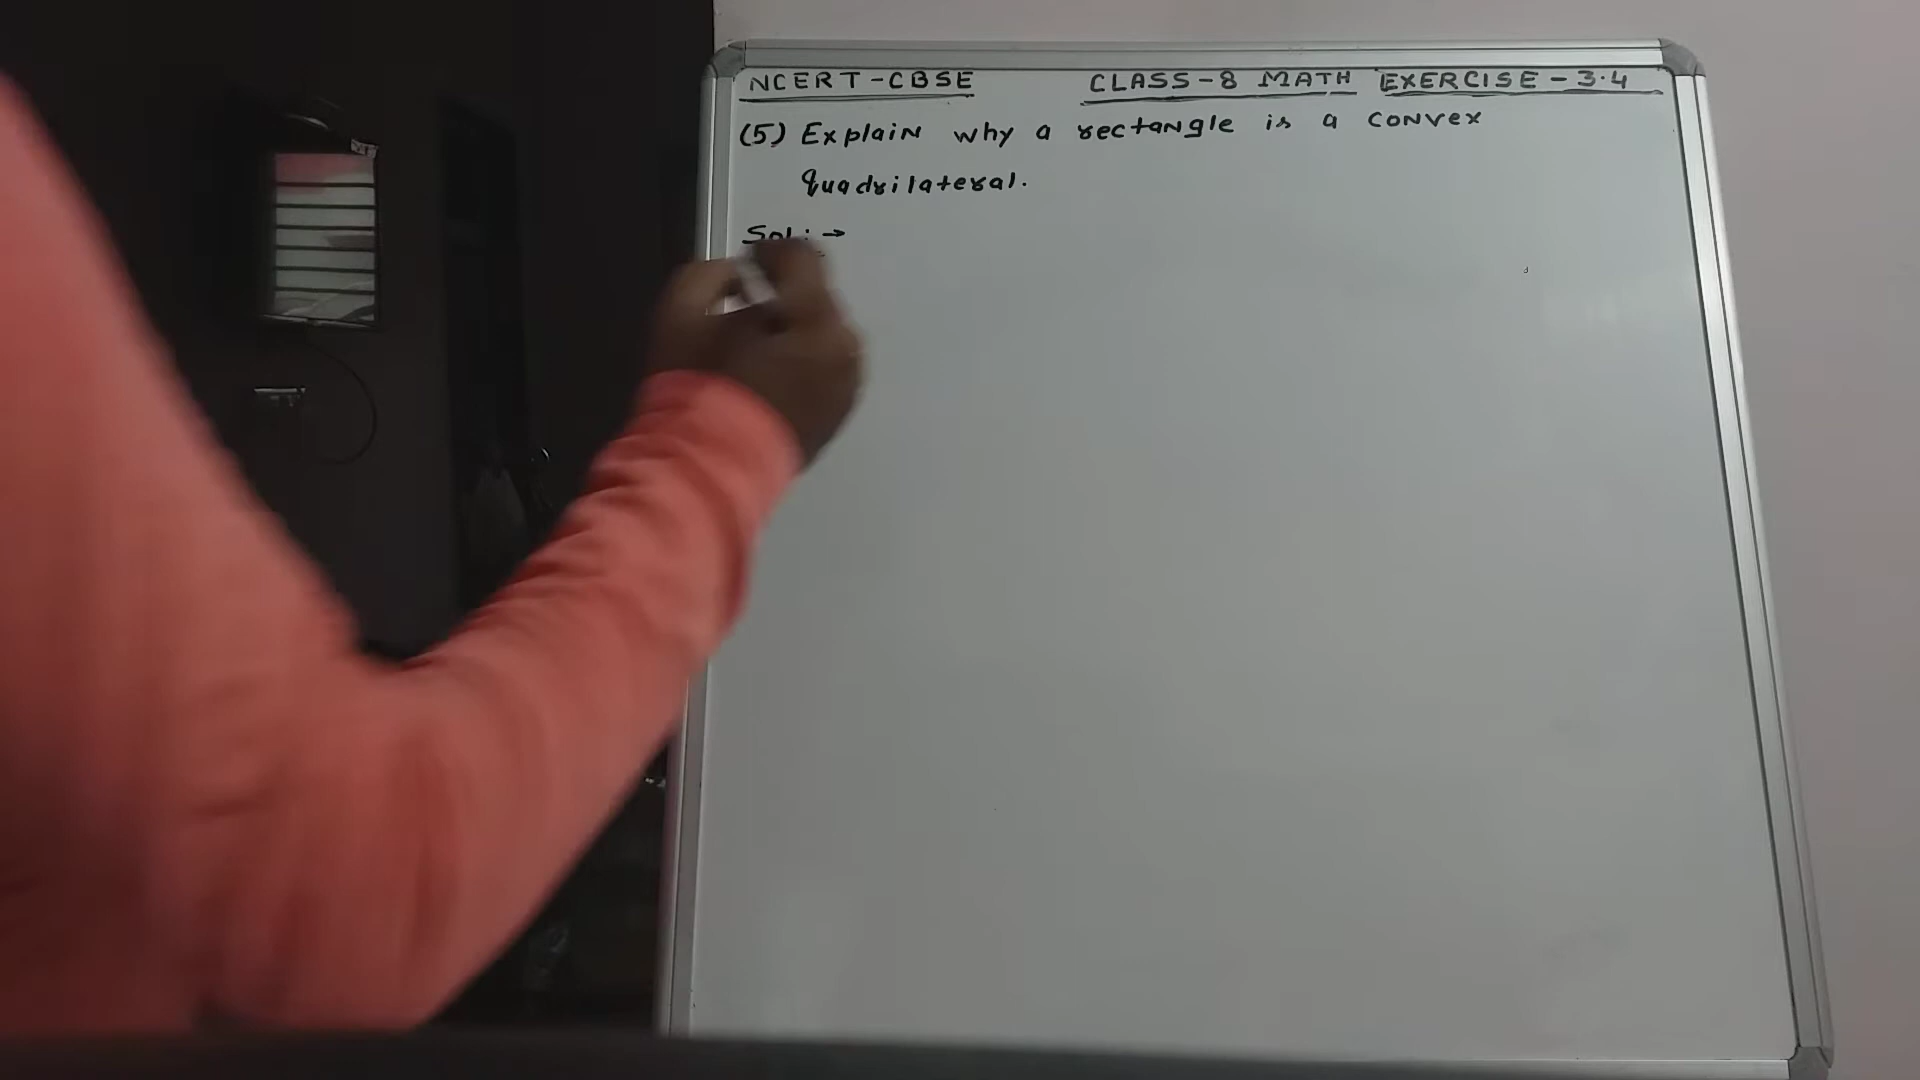 NCERT-CBSE CLASS-8 MATH EXERCISE-3.4
(5) Explain why a rectangle is a convex
quadrilateral.
Sol:→